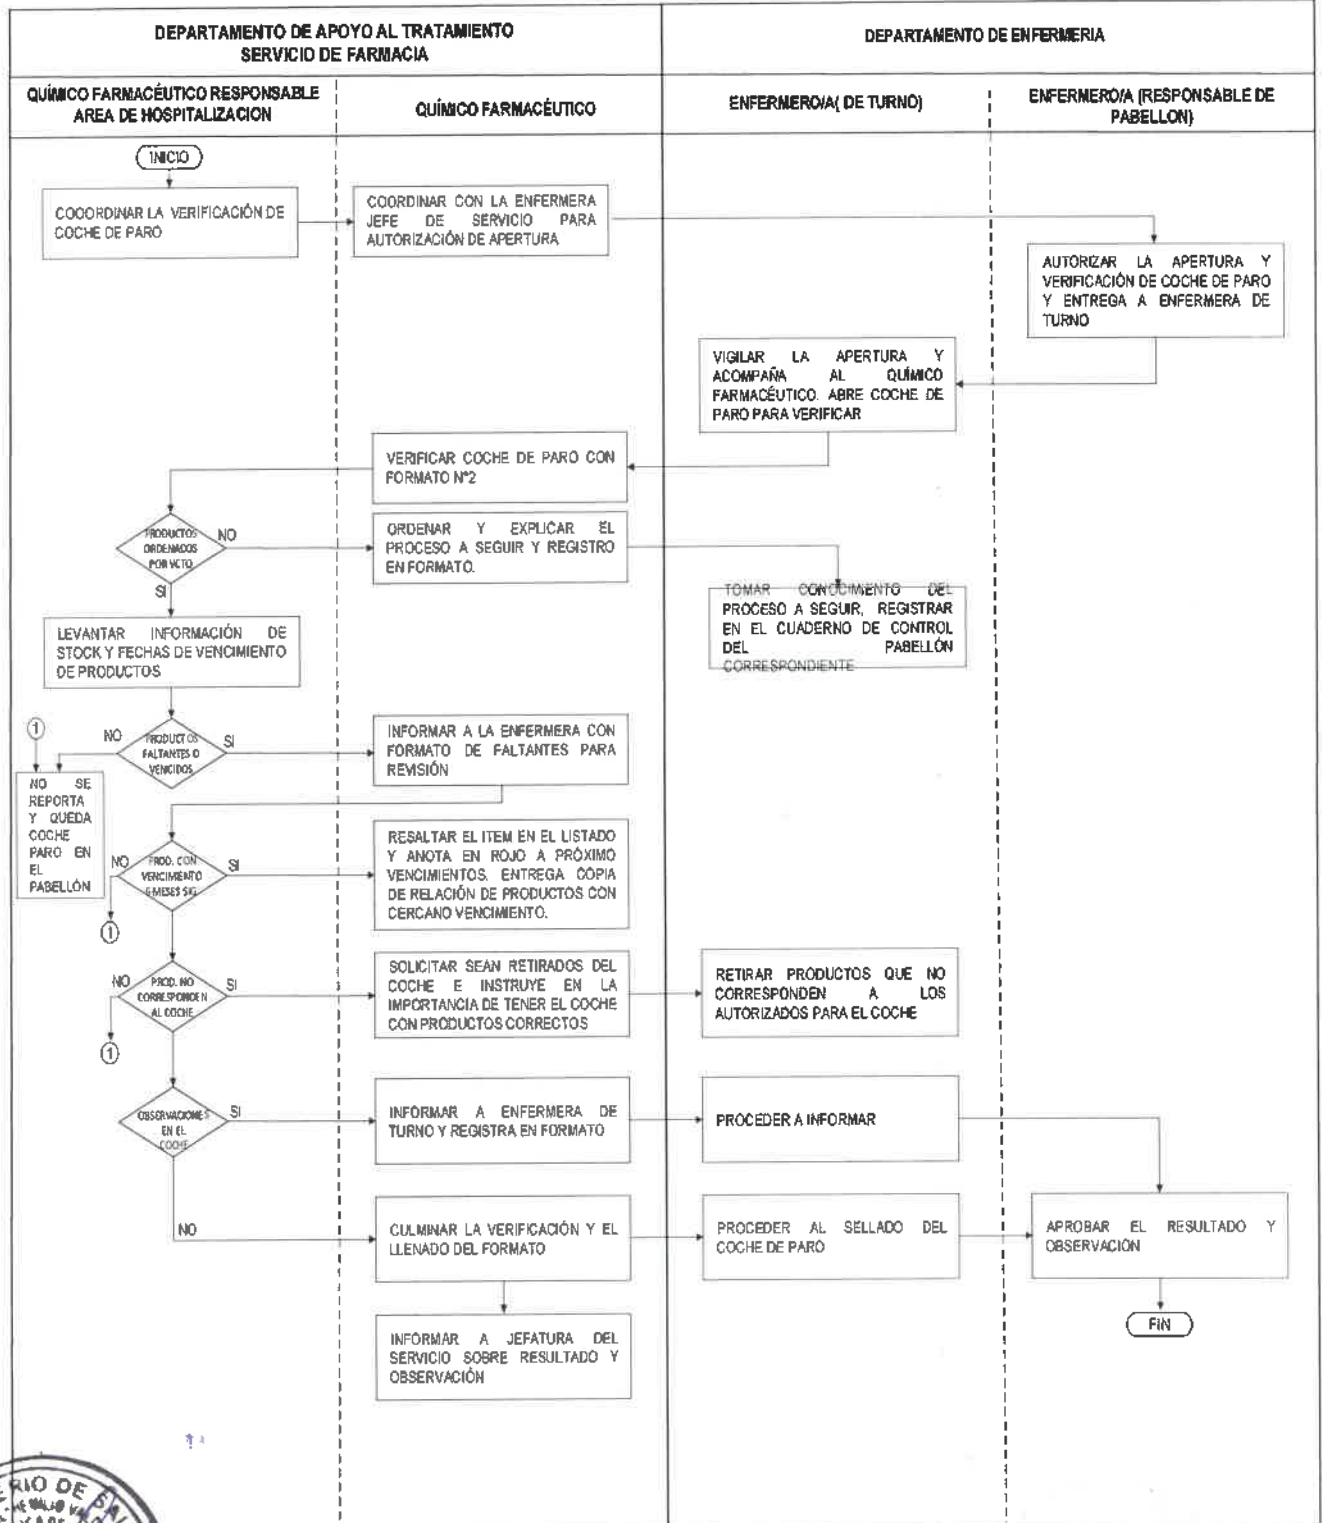 DEPARTAMENTO DE APOYO AL TRATAMIENTO
SERVICIO DE FARMACIA
DEPARTAMENTO DE ENFERMERIA
QUÍMICO FARMACÉUTICO RESPONSABLE
AREA DE HOSPITALIZACION
QUÍMICO FARMACÉUTICO
ENFERMERO/A( DE TURNO)
ENFERMERO/A (RESPONSABLE DE
PABELLON)
INICIO
COOORDINAR LA VERIFICACIÓN DE
COCHE DE PARO
COORDINAR CON LA ENFERMERA
JEFE DE SERVICIO PARA
AUTORIZACIÓN DE APERTURA
AUTORIZAR LA APERTURA Y
VERIFICACIÓN DE COCHE DE PARO
Y ENTREGA A ENFERMERA DE
TURNO
VIGILAR LA APERTURA Y
ACOMPAÑA AL QUÍMICO
FARMACÉUTICO. ABRE COCHE DE
PARO PARA VERIFICAR
VERIFICAR COCHE DE PARO CON
FORMATO N°2
PRODUCTOS
ORDENADOS
POR VCTO
NO
SI
ORDENAR Y EXPLICAR EL
PROCESO A SEGUIR Y REGISTRO
EN FORMATO.
TOMAR CONOCIMIENTO DEL
PROCESO A SEGUIR, REGISTRAR
EN EL CUADERNO DE CONTROL
DEL PABELLÓN
CORRESPONDIENTE
LEVANTAR INFORMACIÓN DE
STOCK Y FECHAS DE VENCIMIENTO
DE PRODUCTOS
1
NO
PRODUCTOS
FALTANTES O
VENCIDOS
SI
INFORMAR A LA ENFERMERA CON
FORMATO DE FALTANTES PARA
REVISIÓN
NO SE
REPORTA
Y QUEDA
COCHE
PARO EN
EL
PABELLÓN
NO
PROD. CON
VENCIMIENTO
6 MESES SIG
SI
1
RESALTAR EL ITEM EN EL LISTADO
Y ANOTA EN ROJO A PRÓXIMO
VENCIMIENTOS. ENTREGA COPIA
DE RELACIÓN DE PRODUCTOS CON
CERCANO VENCIMIENTO.
NO
PROD. NO
CORRESPONDEN
AL COCHE
SI
1
SOLICITAR SEAN RETIRADOS DEL
COCHE E INSTRUYE EN LA
IMPORTANCIA DE TENER EL COCHE
CON PRODUCTOS CORRECTOS
RETIRAR PRODUCTOS QUE NO
CORRESPONDEN A LOS
AUTORIZADOS PARA EL COCHE
OBSERVACIONES
EN EL
COCHE
SI
NO
INFORMAR A ENFERMERA DE
TURNO Y REGISTRA EN FORMATO
PROCEDER A INFORMAR
CULMINAR LA VERIFICACIÓN Y EL
LLENADO DEL FORMATO
PROCEDER AL SELLADO DEL
COCHE DE PARO
APROBAR EL RESULTADO Y
OBSERVACIÓN
FIN
INFORMAR A JEFATURA DEL
SERVICIO SOBRE RESULTADO Y
OBSERVACIÓN
RIO DE